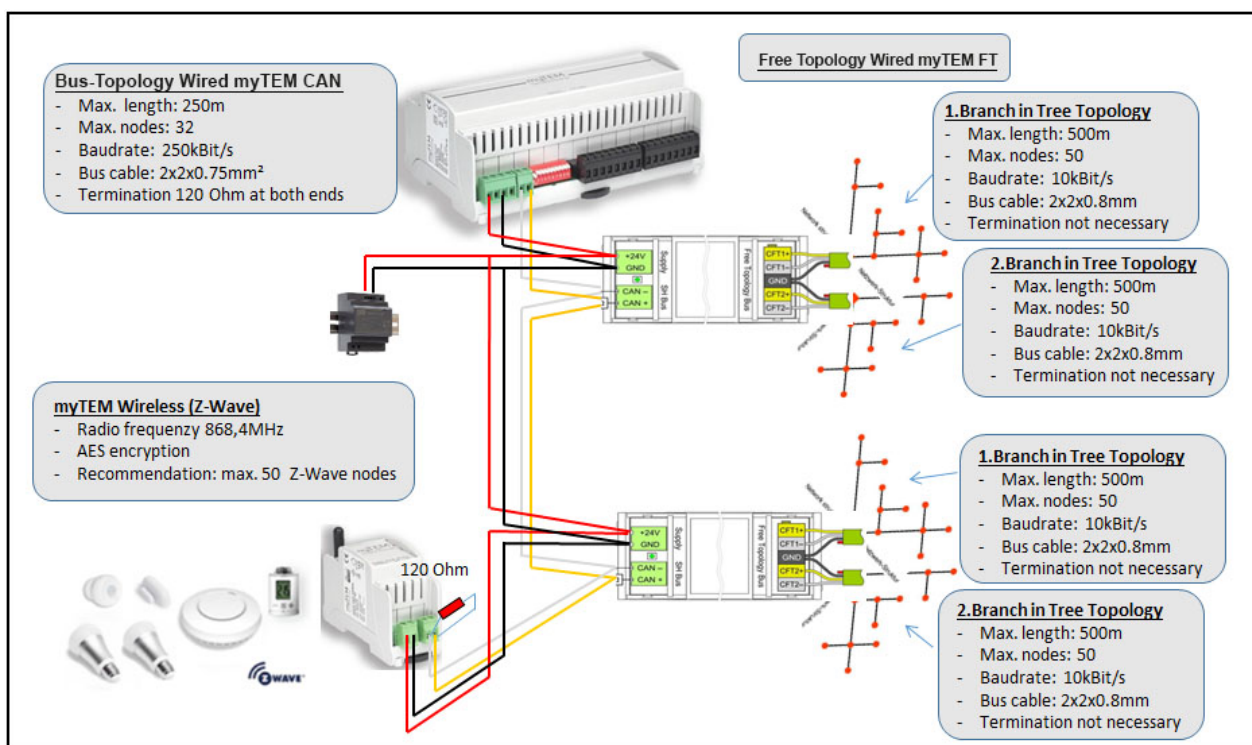 Bus-Topology Wired myTEM CAN
- Max. length: 250m
- Max. nodes: 32
- Baudrate: 250kBit/s
- Bus cable: 2x2x0.75mm²
- Termination 120 Ohm at both ends
myTEM
Free Topology Wired myTEM FT
1.Branch in Tree Topology
- Max. length: 500m
- Max. nodes: 50
- Baudrate: 10kBit/s
- Bus cable: 2x2x0.8mm
- Termination not necessary
2.Branch in Tree Topology
- Max. length: 500m
- Max. nodes: 50
- Baudrate: 10kBit/s
- Bus cable: 2x2x0.8mm
- Termination not necessary
+24V
GND
CAN –
CAN +
Supply
SH Bus
Free Topology Bus
CFT1+
CFT1–
GND
CFT2+
CFT2–
Netzwerk-Struktur
myTEM Wireless (Z-Wave)
- Radio frequenzy 868,4MHz
- AES encryption
- Recommendation: max. 50 Z-Wave nodes
1.Branch in Tree Topology
- Max. length: 500m
- Max. nodes: 50
- Baudrate: 10kBit/s
- Bus cable: 2x2x0.8mm
- Termination not necessary
2.Branch in Tree Topology
- Max. length: 500m
- Max. nodes: 50
- Baudrate: 10kBit/s
- Bus cable: 2x2x0.8mm
- Termination not necessary
+24V
GND
CAN –
CAN +
Supply
SH Bus
Free Topology Bus
CFT1+
CFT1–
GND
CFT2+
CFT2–
myTEM
120 Ohm
Z WAVE